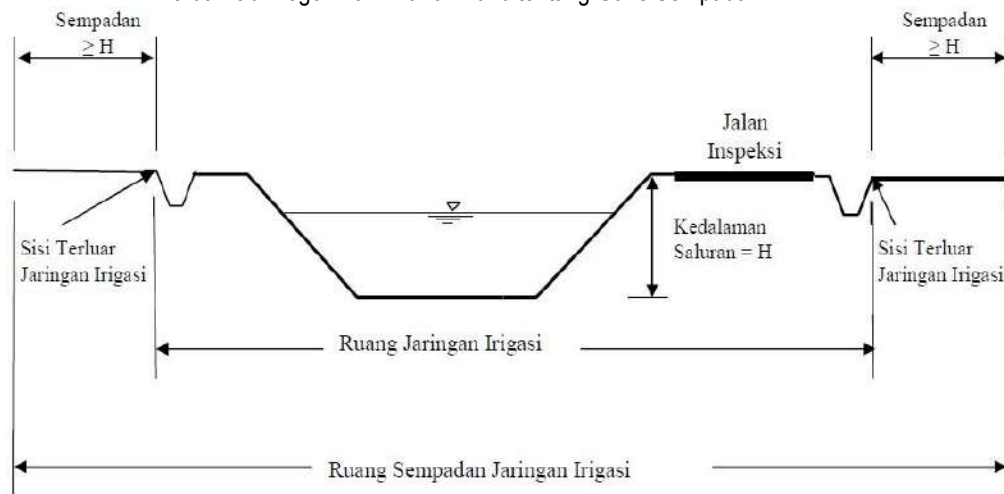 Sempadan
≥ H
Sempadan
≥ H
Jalan
Inspeksi
Sisi Terluar
Jaringan Irigasi
Kedalaman
Saluran = H
Sisi Terluar
Jaringan Irigasi
Ruang Jaringan Irigasi
Ruang Sempadan Jaringan Irigasi